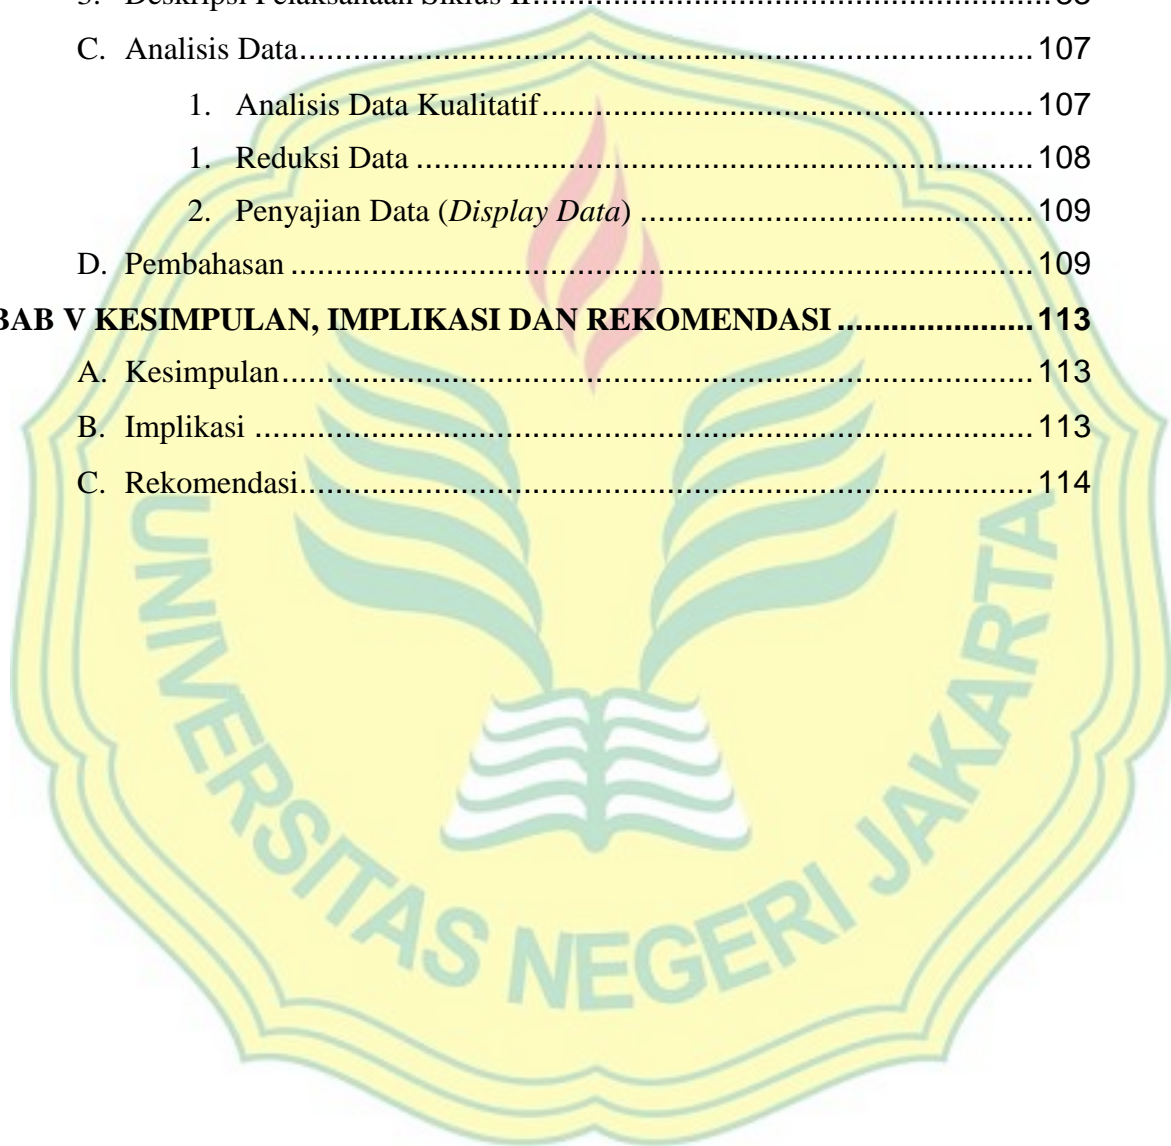 Deskripsi Pelaksanaan Siklus II
C. Analisis Data........................................................................................107
1. Analisis Data Kualitatif........................................................107
1. Reduksi Data ........................................................................108
2. Penyajian Data (Display Data) ..............................................109
D. Pembahasan ........................................................................................109
BAB V KESIMPULAN, IMPLIKASI DAN REKOMENDASI ......................113
A. Kesimpulan........................................................................................113
B. Implikasi ........................................................................................113
C. Rekomendasi........................................................................................114
UNIVERSITAS NEGERI JAKARTA